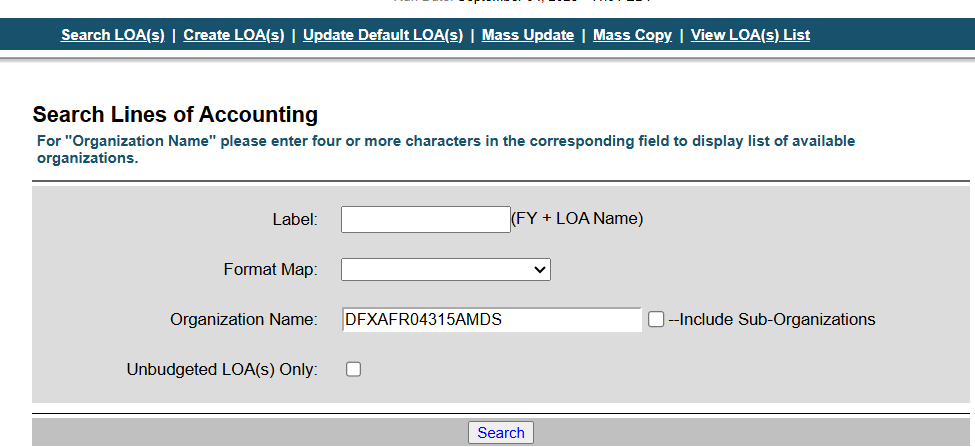 Search LOA(s) | Create LOA(s) | Update Default LOA(s) | Mass Update | Mass Copy | View LOA(s) List
Search Lines of Accounting
For "Organization Name" please enter four or more characters in the corresponding field to display list of available
organizations.
Label: (FY + LOA Name)
Format Map:
Organization Name: DFXAFR04315AMDS --Include Sub-Organizations
Unbudgeted LOA(s) Only:
Search